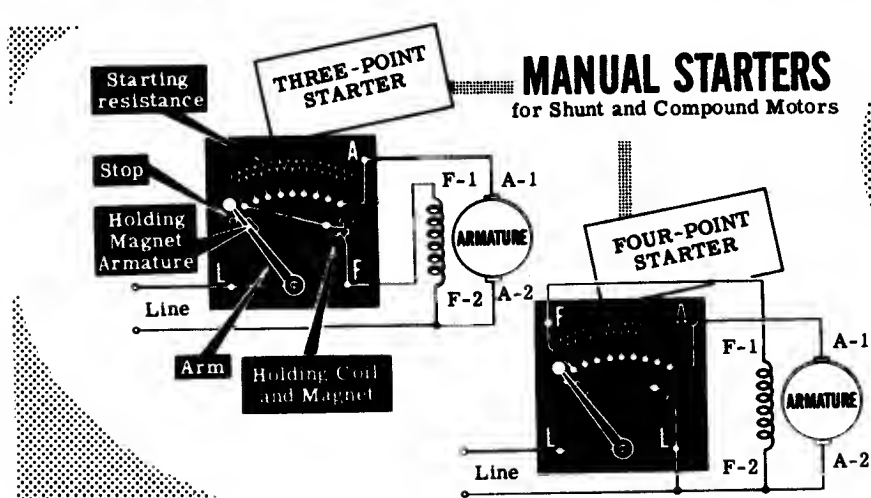 MANUAL STARTERS
for Shunt and Compound Motors
THREE-POINT
STARTER
Starting
resistance
Stop
Holding
Magnet
Armature
A
L
F
Line
Arm
Holding Coil
and Magnet
F-1
A-1
ARMATURE
F-2
A-2
FOUR-POINT
STARTER
F
A
L
L
Line
F-1
A-1
ARMATURE
F-2
A-2